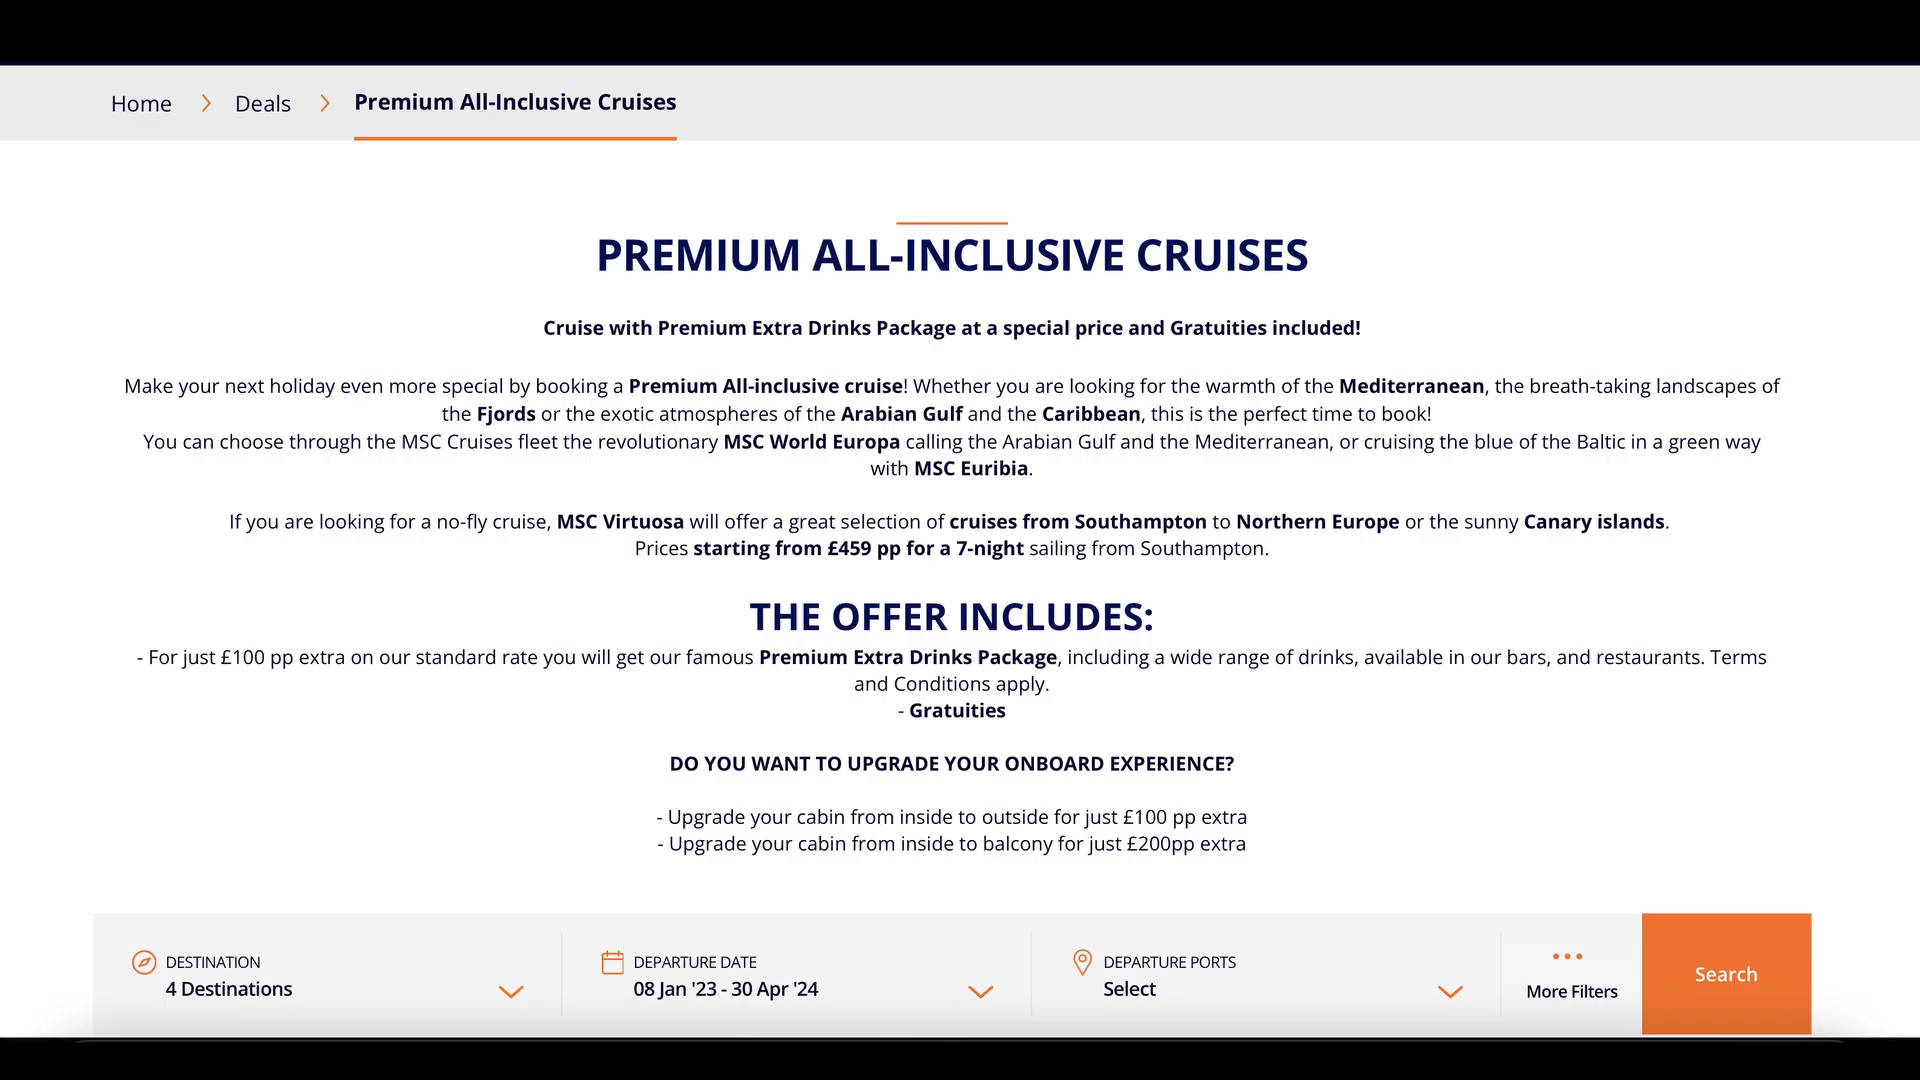 Home
Deals
Premium All-Inclusive Cruises
PREMIUM ALL-INCLUSIVE CRUISES
Cruise with Premium Extra Drinks Package at a special price and Gratuities included!
Make your next holiday even more special by booking a Premium All-inclusive cruise! Whether you are looking for the warmth of the Mediterranean, the breath-taking landscapes of
the Fjords or the exotic atmospheres of the Arabian Gulf and the Caribbean, this is the perfect time to book!
You can choose through the MSC Cruises fleet the revolutionary MSC World Europa calling the Arabian Gulf and the Mediterranean, or cruising the blue of the Baltic in a green way
with MSC Euribia.
If you are looking for a no-fly cruise, MSC Virtuosa will offer a great selection of cruises from Southampton to Northern Europe or the sunny Canary islands.
Prices starting from £459 pp for a 7-night sailing from Southampton.
THE OFFER INCLUDES:
- For just £100 pp extra on our standard rate you will get our famous Premium Extra Drinks Package, including a wide range of drinks, available in our bars, and restaurants. Terms
and Conditions apply.
- Gratuities
DO YOU WANT TO UPGRADE YOUR ONBOARD EXPERIENCE?
- Upgrade your cabin from inside to outside for just £100 pp extra
- Upgrade your cabin from inside to balcony for just £200pp extra
DESTINATION
4 Destinations
DEPARTURE DATE
08 Jan '23 - 30 Apr '24
DEPARTURE PORTS
Select
More Filters
Search